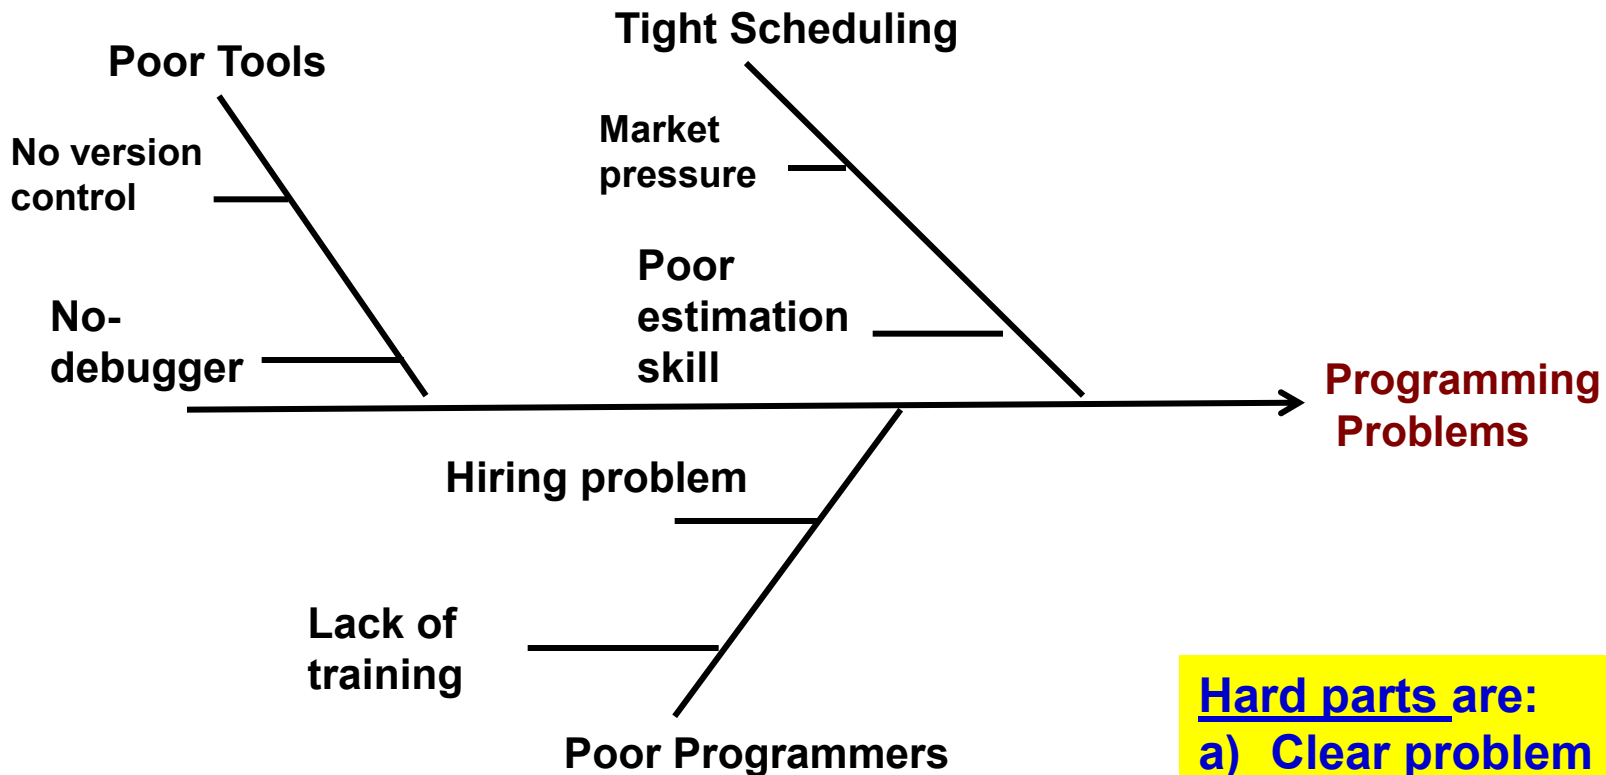 Tight Scheduling
Poor Tools
Market
pressure
No version
control
Poor
estimation
skill
No-
debugger
Programming
Problems
Hiring problem
Lack of
training
Poor Programmers
Hard parts are:
a) Clear problem